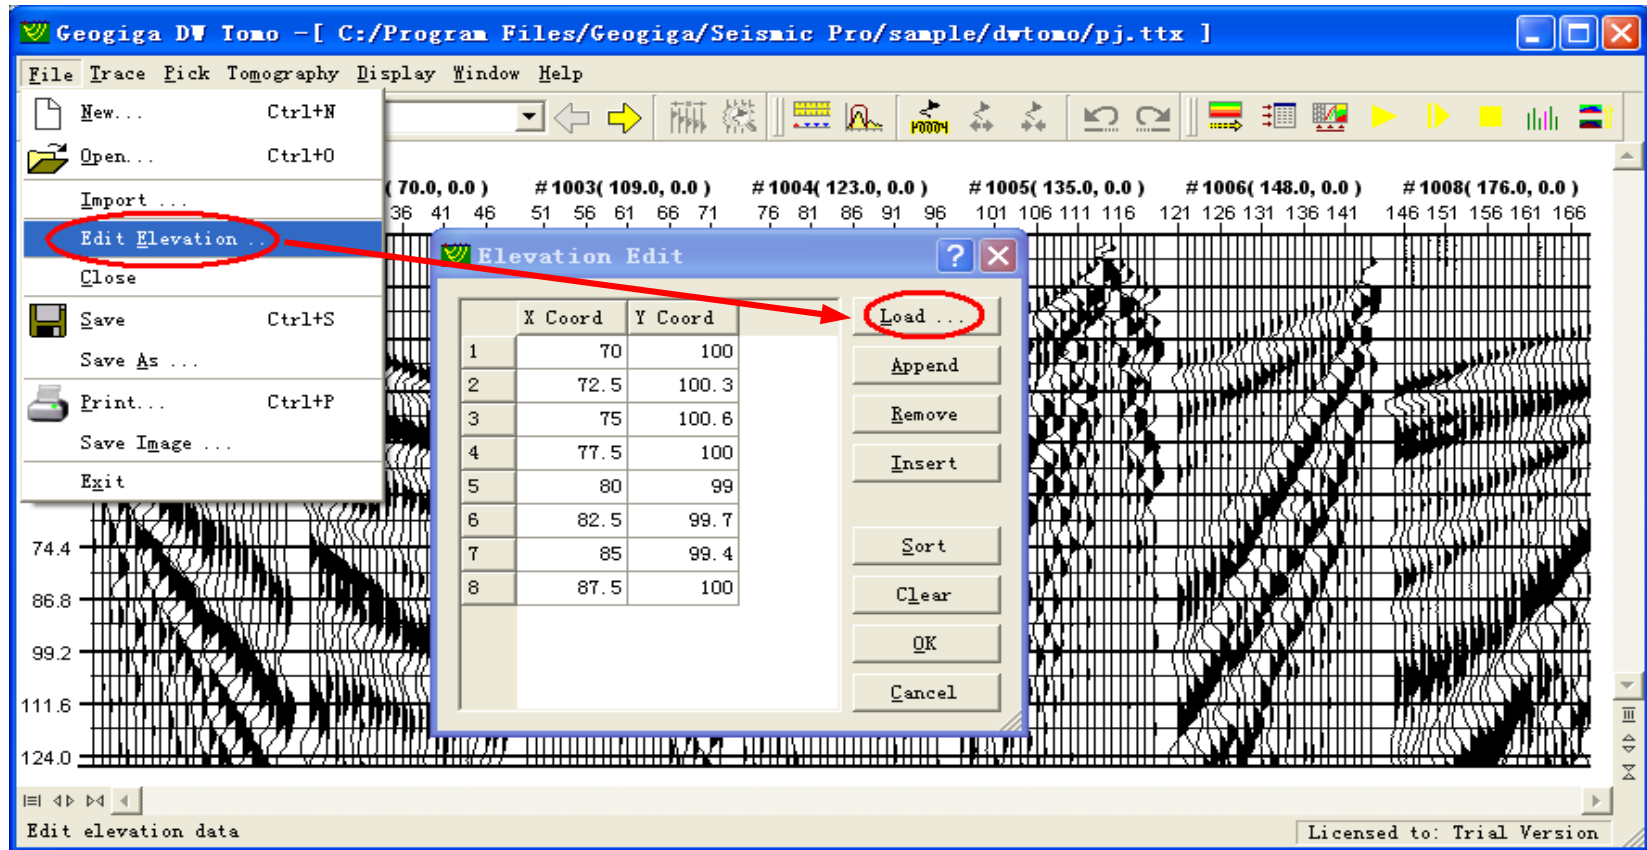 Geogiga DW Tomo -[ C:/Program Files/Geogiga/Seismic Pro/sample/dwtomo/pj.ttx ]
File Trace Pick Tomography Display Window Help
New... Ctrl+N
Open... Ctrl+O
Import ...
Edit Elevation ..
Close
Save Ctrl+S
Save As ...
Print... Ctrl+P
Save Image ...
Exit
( 70.0, 0.0 ) #1003( 109.0, 0.0 ) #1004( 123.0, 0.0 ) #1005( 135.0, 0.0 ) #1006( 148.0, 0.0 ) #1008( 176.0, 0.0 )
36 41 46 51 56 61 66 71 76 81 86 91 96 101 106 111 116 121 126 131 136 141 146 151 156 161 166
Elevation Edit
X Coord Y Coord
1 70 100
2 72.5 100.3
3 75 100.6
4 77.5 100
5 80 99
6 82.5 99.7
7 85 99.4
8 87.5 100
Load ...
Append
Remove
Insert
Sort
Clear
OK
Cancel
74.4
86.8
99.2
111.6
124.0
Edit elevation data
Licensed to: Trial Version